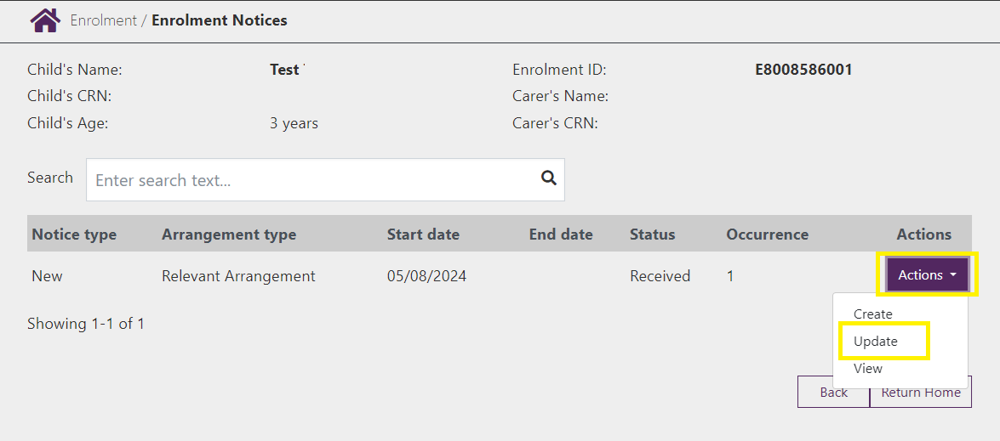 Enrolment / Enrolment Notices
Child's Name: Test ' Enrolment ID: E8008586001
Child's CRN: Carer's Name:
Child's Age: 3 years Carer's CRN:
Search Enter search text...
Notice type Arrangement type Start date End date Status Occurrence Actions
New Relevant Arrangement 05/08/2024 Received 1 Actions
Create
Showing 1-1 of 1
Update
View
Back Return Home